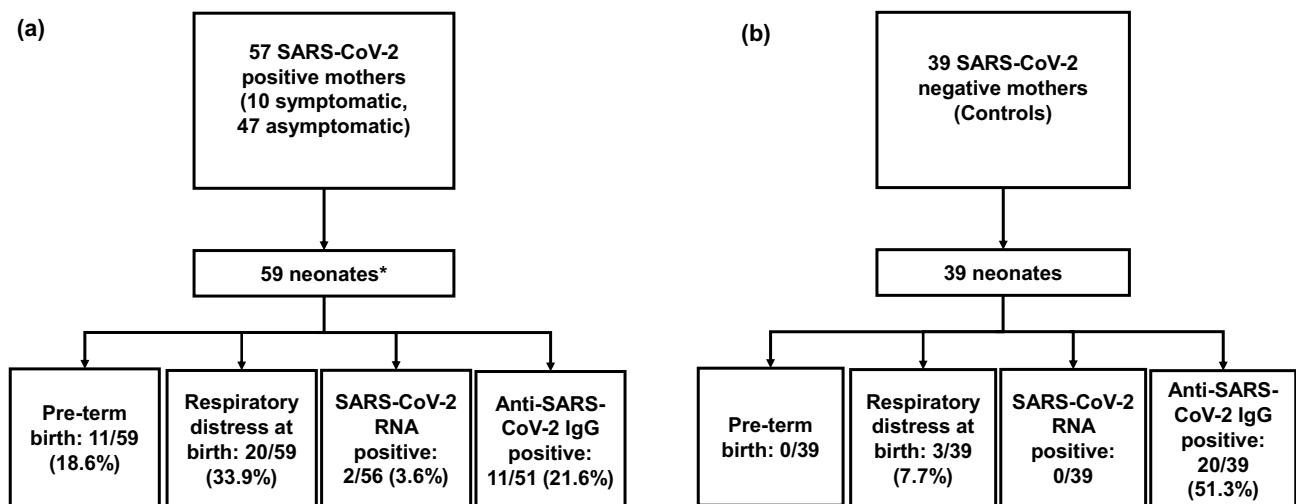 (a)
57 SARS-CoV-2
positive mothers
(10 symptomatic,
47 asymptomatic)
59 neonates*
Pre-term
birth: 11/59
(18.6%)
Respiratory
distress at
birth: 20/59
(33.9%)
SARS-CoV-2
RNA
positive:
2/56 (3.6%)
Anti-SARS-
CoV-2 IgG
positive:
11/51 (21.6%)
(b)
39 SARS-CoV-2
negative mothers
(Controls)
39 neonates
Pre-term
birth: 0/39
Respiratory
distress at
birth: 3/39
(7.7%)
SARS-CoV-2
RNA
positive:
0/39
Anti-SARS-
CoV-2 IgG
positive:
20/39
(51.3%)